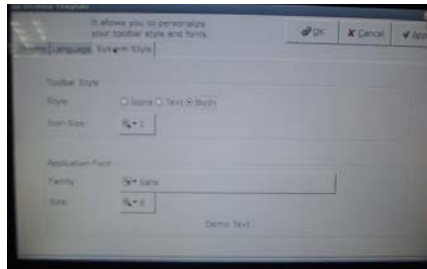 It allows you to personalize
your toolbar style and fonts.
OK
Cancel
Language
System Style
Toolbar Style
Style:
Icons
Text
Both
Icon Size:
Application Font
Family:
Sans
Size:
Demo Text